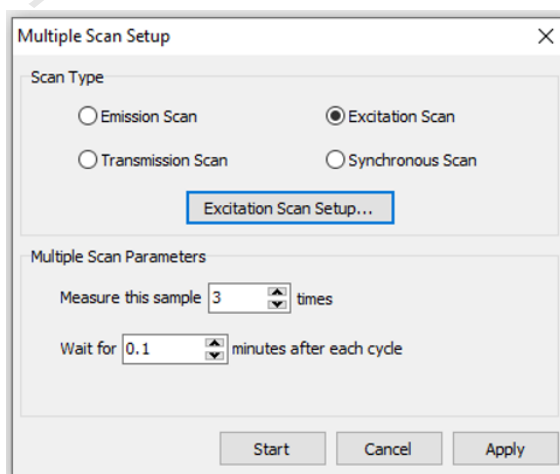 Multiple Scan Setup
Scan Type
Emission Scan
Excitation Scan
Transmission Scan
Synchronous Scan
Excitation Scan Setup...
Multiple Scan Parameters
Measure this sample 3 times
Wait for 0.1 minutes after each cycle
Start Cancel Apply